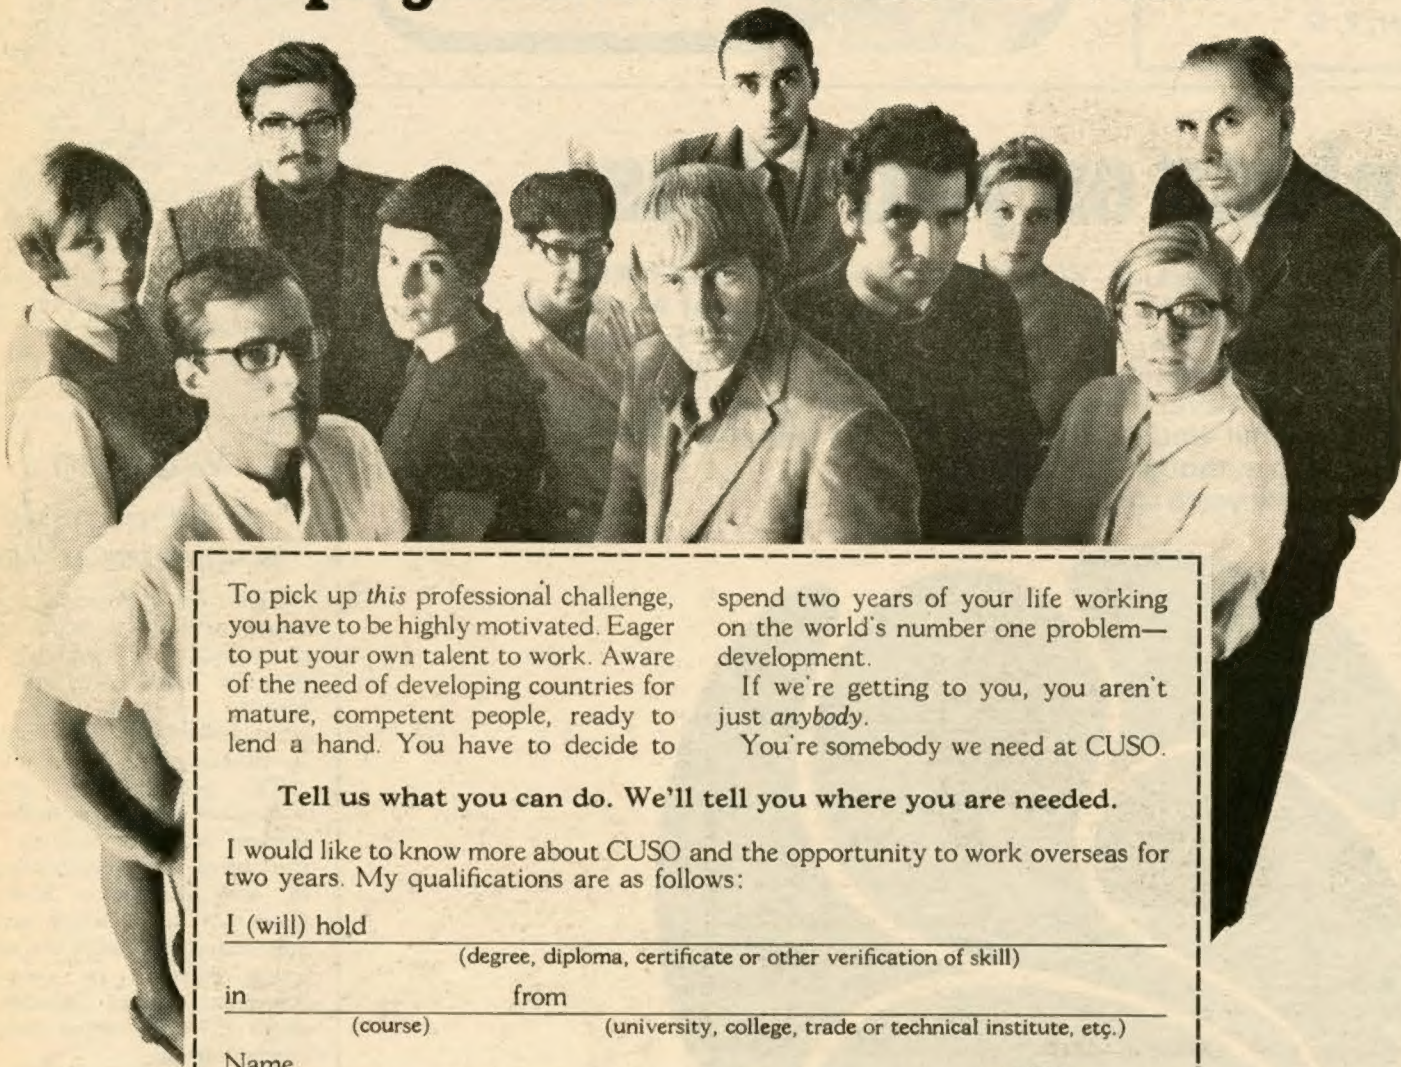 To pick up this professional challenge,
you have to be highly motivated. Eager
to put your own talent to work. Aware
of the need of developing countries for
mature, competent people, ready to
lend a hand. You have to decide to
spend two years of your life working
on the world's number one problem—
development.
If we're getting to you, you aren't
just anybody.
You're somebody we need at CUSO.
Tell us what you can do. We'll tell you where you are needed.
I would like to know more about CUSO and the opportunity to work overseas for
two years. My qualifications are as follows:
I (will) hold
(degree, diploma, certificate or other verification of skill)
in from
(course) (university, college, trade or technical institute, etc.)
Name